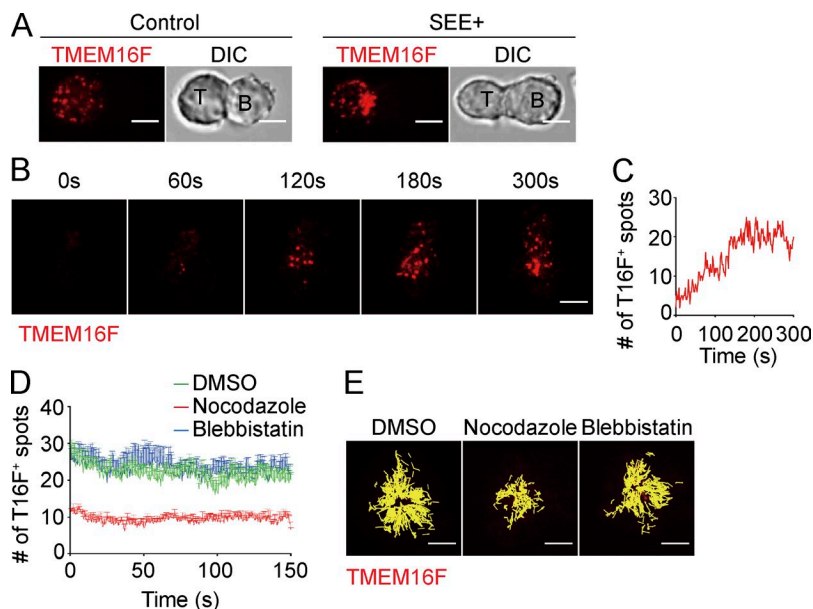 A
Control
SEE+
TMEM16F
DIC
TMEM16F
DIC
T
B
T
B
B
0s
60s
120s
180s
300s
TMEM16F
C
# of T16F+ spots
30
20
10
0
0
100
200
300
Time (s)
D
DMSO
Nocodazole
Blebbistatin
# of T16F+ spots
40
30
20
10
0
0
50
100
150
Time (s)
E
DMSO
Nocodazole
Blebbistatin
TMEM16F